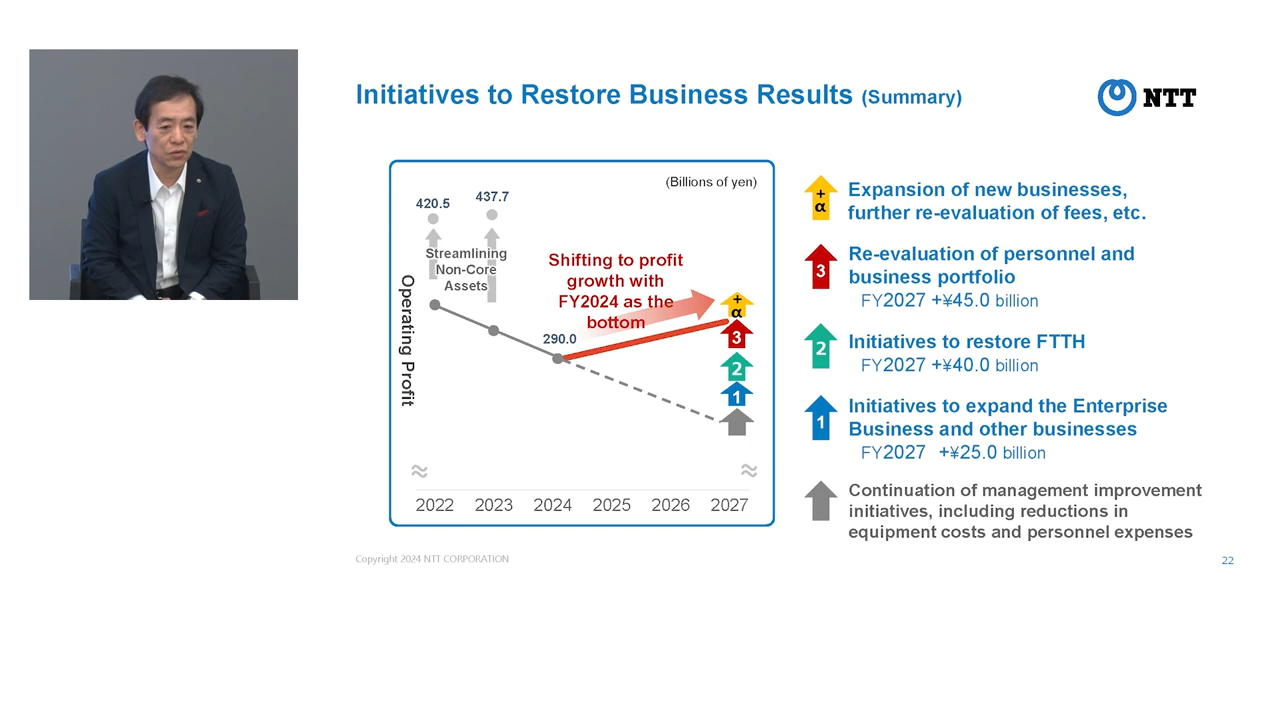 Initiatives to Restore Business Results (Summary)
NTT
(Billions of yen)
420.5
437.7
Streamlining
Non-Core
Assets
Shifting to profit
growth with
FY2024 as the
bottom
290.0
Operating Profit
+
α
3
2
1
≈
≈
2022 2023 2024 2025 2026 2027
+
α
Expansion of new businesses,
further re-evaluation of fees, etc.
3
Re-evaluation of personnel and
business portfolio
FY2027 +¥45.0 billion
2
Initiatives to restore FTTH
FY2027 +¥40.0 billion
1
Initiatives to expand the Enterprise
Business and other businesses
FY2027 +¥25.0 billion
Continuation of management improvement
initiatives, including reductions in
equipment costs and personnel expenses
Copyright 2024 NTT CORPORATION
22